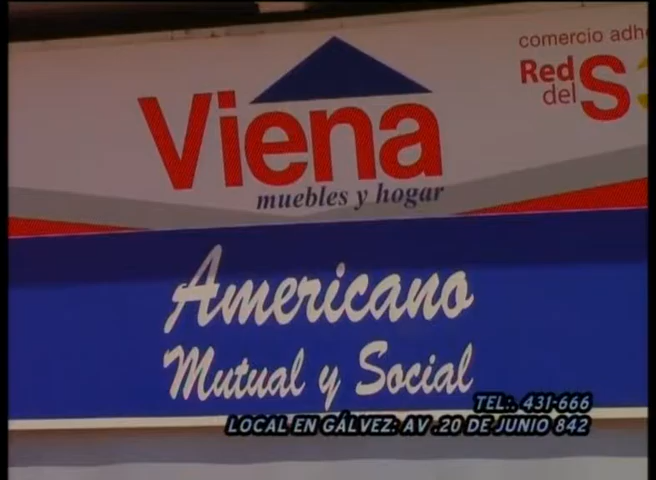 comercio adh
Red
del S
Viena
muebles y hogar
Americano
Mutual y Social
TEL:. 431-666
LOCAL EN GÁLVEZ: AV .20 DE JUNIO 842